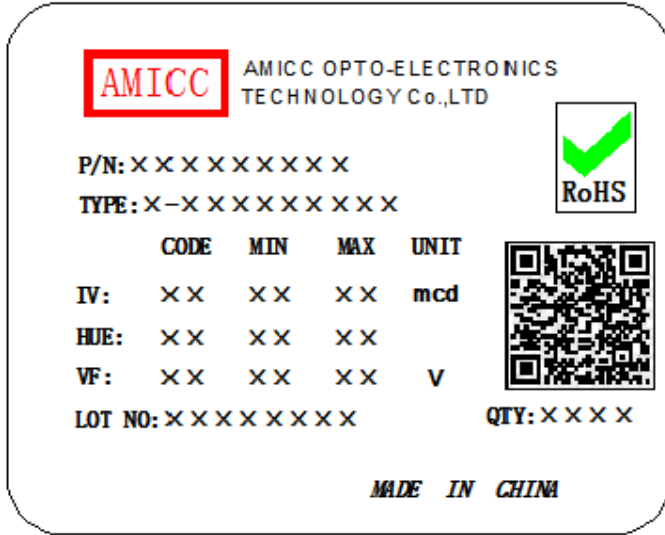 AMICC
AMICC OPTO-ELECTRONICS
TECHNOLOGY Co.,LTD
RoHS
P/N:×××××××××
TYPE:×-×××××××××
CODE MIN MAX UNIT
IV: ×× ×× ×× mcd
HUE: ×× ×× ××
VF: ×× ×× ×× V
LOT NO:×××××××× QTY:××××
MADE IN CHINA